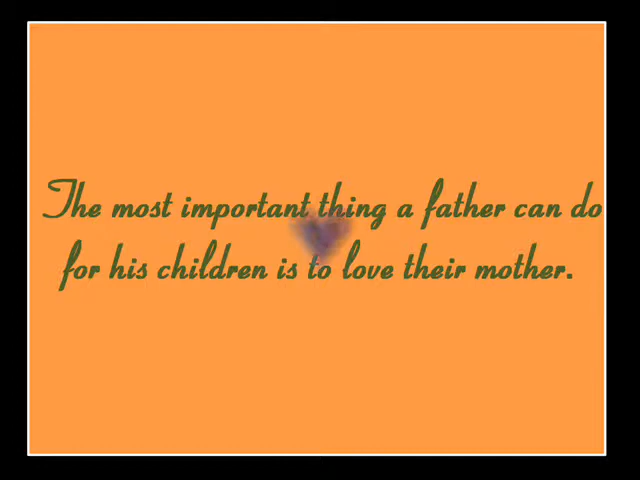 The most important thing a father can do
for his children is to love their mother.